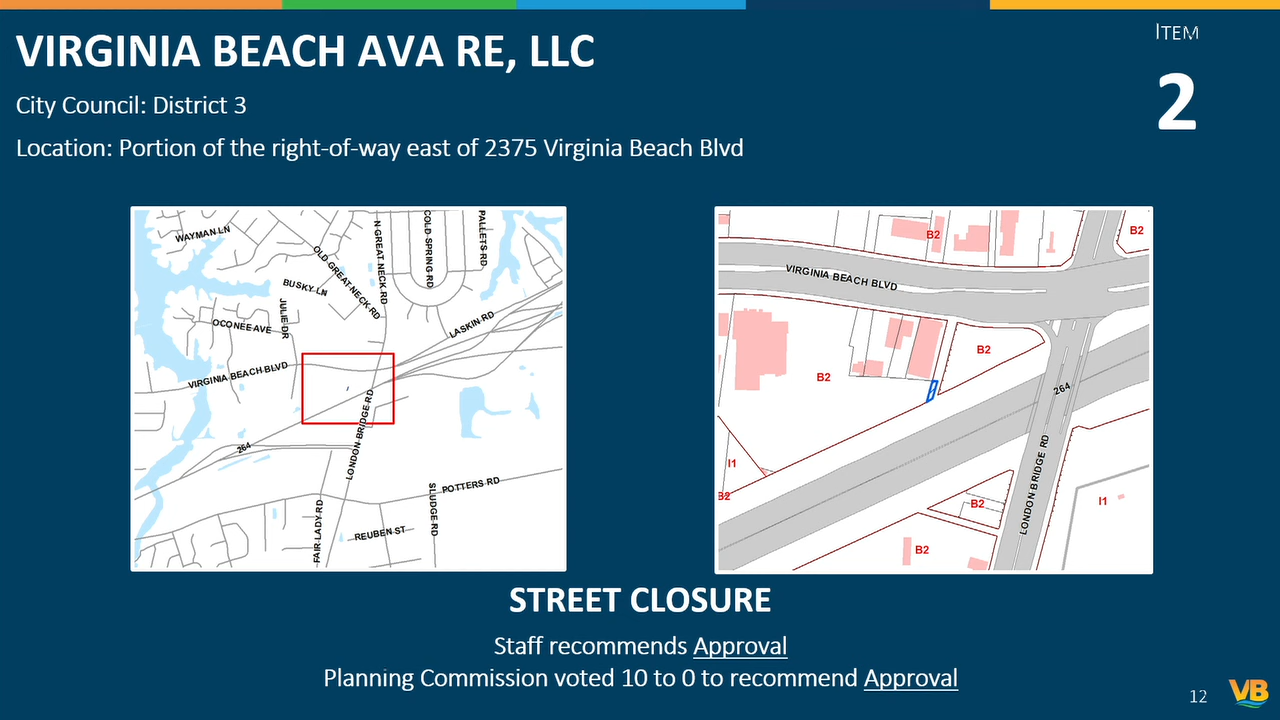 VIRGINIA BEACH AVA RE, LLC
City Council: District 3
Location: Portion of the right-of-way east of 2375 Virginia Beach Blvd
ITEM
2
WAYMAN LN
OLD GREAT NECK RD
N GREAT NECK RD
COLD SPRING RD
PALLETS RD
BUSKY LN
JULIE DR
OCONEE AVE
LASKIN RD
VIRGINIA BEACH BLVD
264
LONDON BRIDGE RD
POTTERS RD
SLUDGE RD
FAIR LADY RD
REUBEN ST
B2
B2
VIRGINIA BEACH BLVD
B2
B2
264
I1
B2
LONDON BRIDGE RD
B2
I1
B2
STREET CLOSURE
Staff recommends Approval
Planning Commission voted 10 to 0 to recommend Approval
12
VB